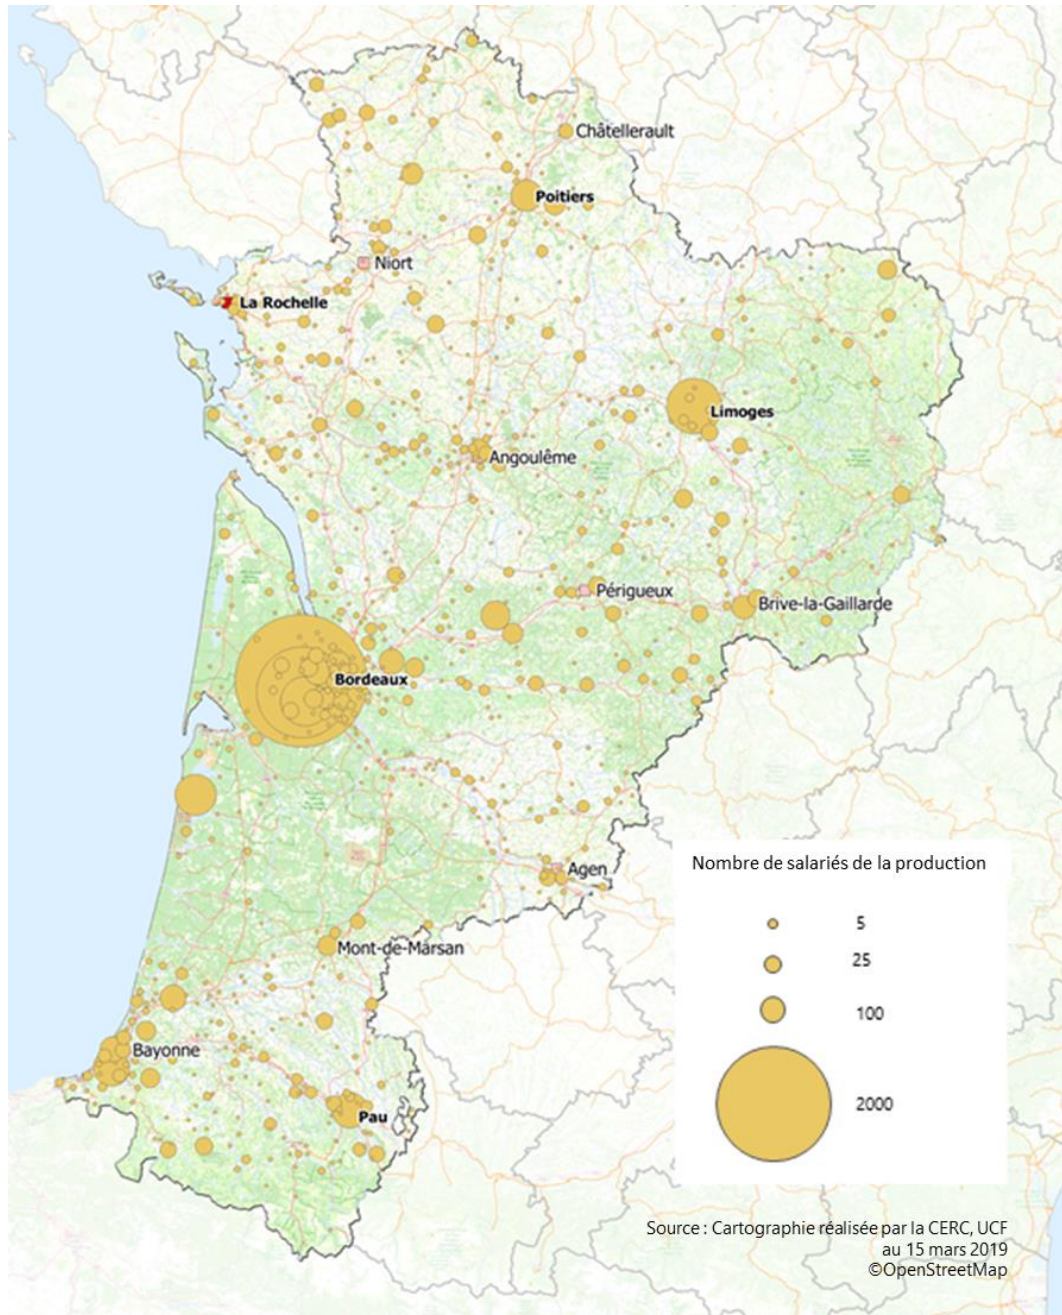 Châtellerault
Poitiers
Niort
La Rochelle
Limoges
Angoulême
Périgueux
Brive-la-Gaillarde
Bordeaux
Agen
Mont-de-Marsan
Bayonne
Pau
Nombre de salariés de la production
5
25
100
2000
Source : Cartographie réalisée par la CERC, UCF
au 15 mars 2019
©OpenStreetMap